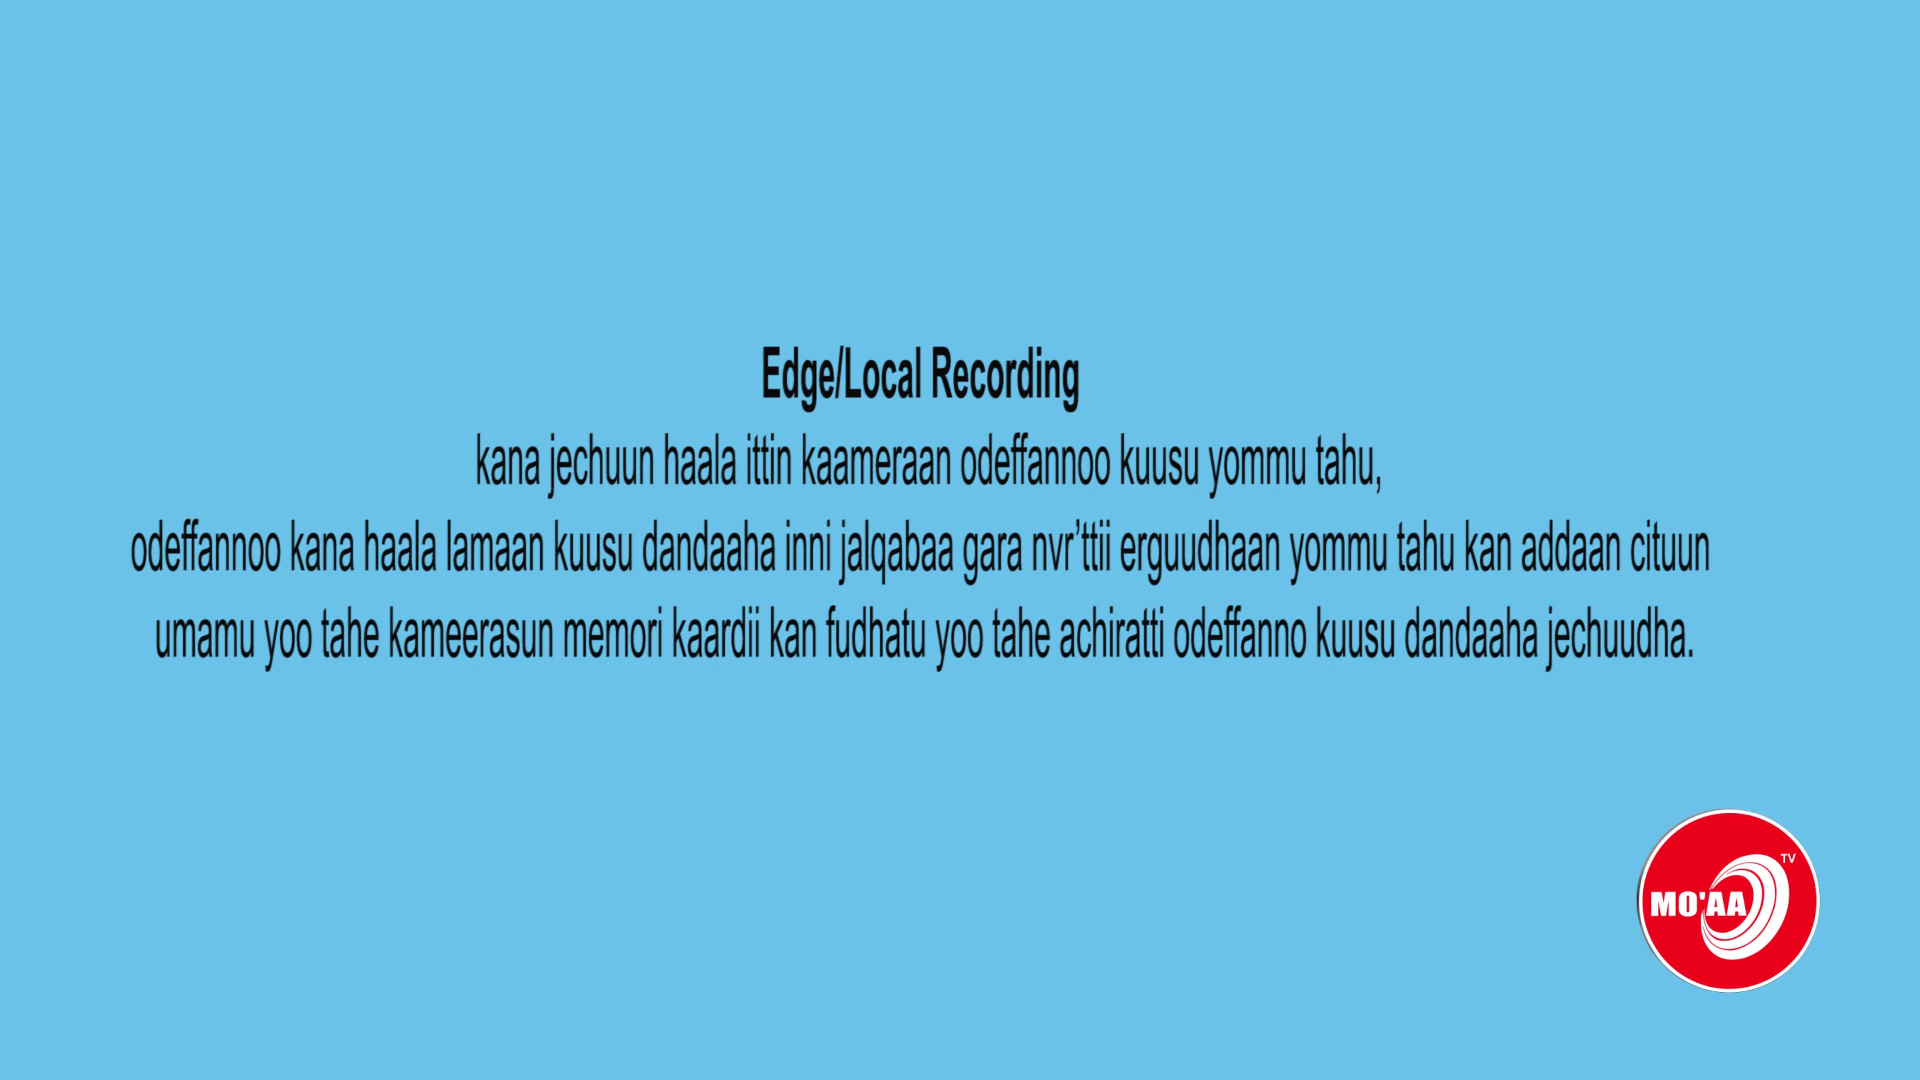 Edge/Local Recording
kana jechuun haala ittin kaameraan odeffannoo kuusu yommu tahu,
odeffannoo kana haala lamaan kuusu dandaaha inni jalqabaa gara nvr’ttii erguudhaan yommu tahu kan addaan cituun
umamu yoo tahe kameerasun memori kaardii kan fudhatu yoo tahe achiratti odeffanno kuusu dandaaha jechuudha.
TV
MO'AA